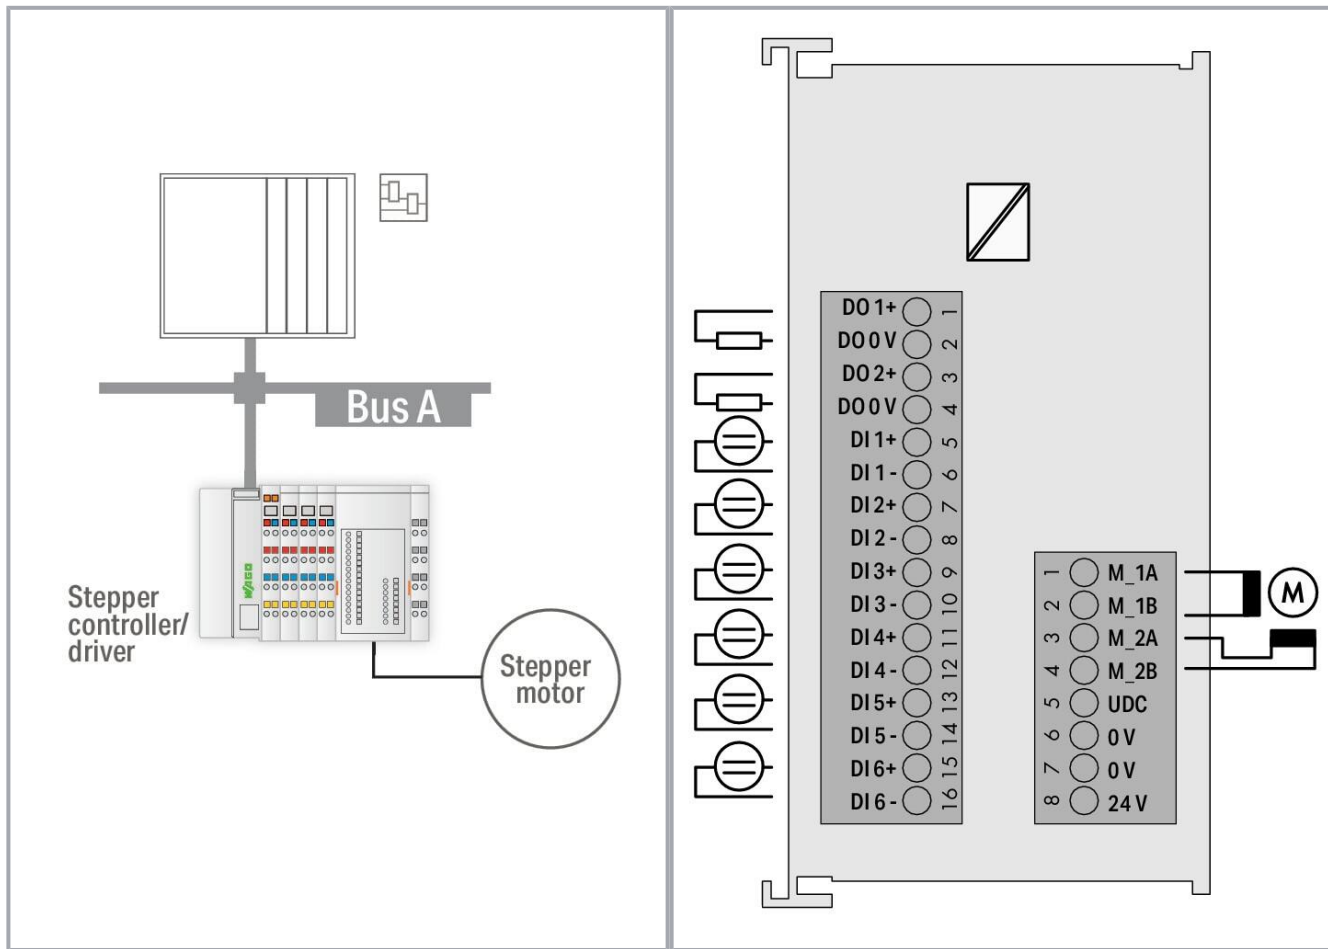 Bus A
WAGO
Stepper
controller/
driver
Stepper
motor
DO 1+ 1
DO 0 V 2
DO 2+ 3
DO 0 V 4
DI 1+ 5
DI 1 - 6
DI 2+ 7
DI 2 - 8
DI 3+ 9
DI 3 - 10
DI 4+ 11
DI 4 - 12
DI 5+ 13
DI 5 - 14
DI 6+ 15
DI 6 - 16
1 M_1A
2 M_1B
3 M_2A
4 M_2B
5 UDC
6 0 V
7 0 V
8 24 V
M